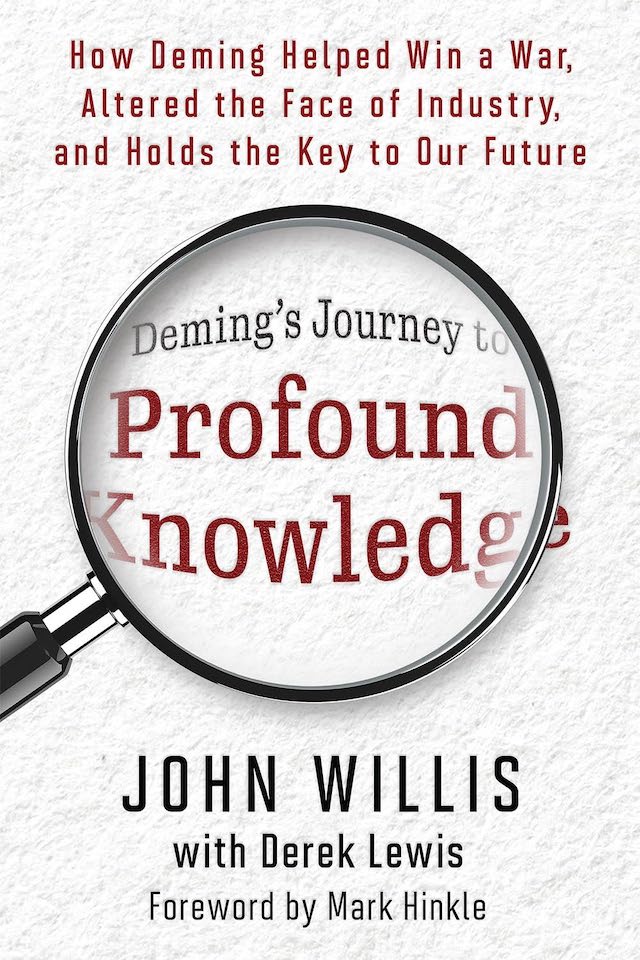 How Deming Helped Win a War,
Altered the Face of Industry,
and Holds the Key to Our Future
Deming's Journey to
Profound
Knowledge
JOHN WILLIS
with Derek Lewis
Foreword by Mark Hinkle